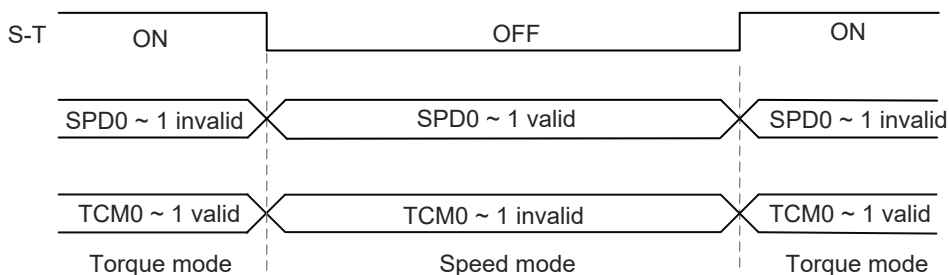 S-T ON OFF ON
SPD0 ~ 1 invalid SPD0 ~ 1 valid SPD0 ~ 1 invalid
TCM0 ~ 1 valid TCM0 ~ 1 invalid TCM0 ~ 1 valid
Torque mode Speed mode Torque mode